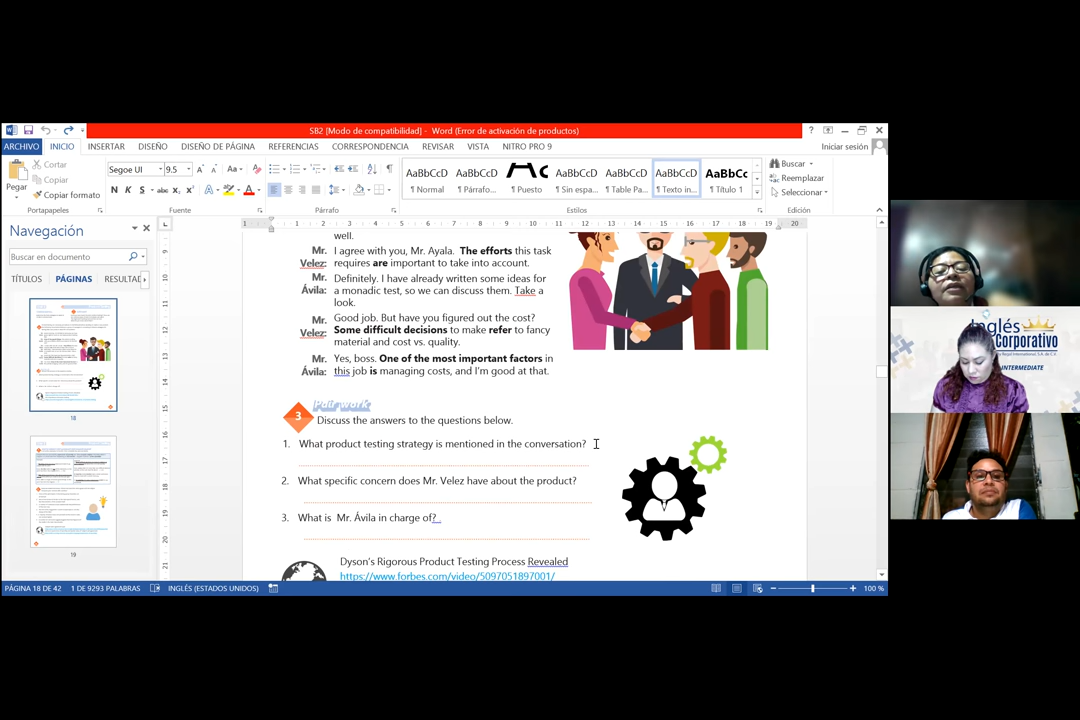 SB2 [Modo de compatibilidad] - Word (Error de activación de productos)
ARCHIVO INICIO INSERTAR DISEÑO DISEÑO DE PÁGINA REFERENCIAS CORRESPONDENCIA REVISAR VISTA NITRO PRO 9 Iniciar sesión
Pegar
Cortar
Copiar
Copiar formato
Portapapeles
Segoe UI 9.5
N K S abc x₂ x²
Fuente
Párrafo
AaBbCcD AaBbCcD AaBbCcD AaBbCcD AaBbCcD AaBbCc
¶ Normal ¶ Párrafo... ¶ Puesto ¶ Sin espa... ¶ Table Pa... ¶ Texto in... ¶ Título 1
Estilos
Buscar
Reemplazar
Seleccionar
Edición
Navegación
Buscar en documento
TÍTULOS PÁGINAS RESULTAD
18
19
well.
Mr. Velez: I agree with you, Mr. Ayala. The efforts this task
requires are important to take into account.
Mr. Ávila: Definitely. I have already written some ideas for
a monadic test, so we can discuss them. Take a
look.
Mr. Velez: Good job. But have you figured out the cost?
Some difficult decisions to make refer to fancy
material and cost vs. quality.
Mr. Ávila: Yes, boss. One of the most important factors in
this job is managing costs, and I'm good at that.
3 Pair work
Discuss the answers to the questions below.
1. What product testing strategy is mentioned in the conversation?
2. What specific concern does Mr. Velez have about the product?
3. What is Mr. Ávila in charge of?
Dyson's Rigorous Product Testing Process Revealed
https://www.forbes.com/video/5097051897001/
PÁGINA 18 DE 42 1 DE 9293 PALABRAS INGLÉS (ESTADOS UNIDOS) 100 %
Inglés
Corporativo
INTERMEDIATE